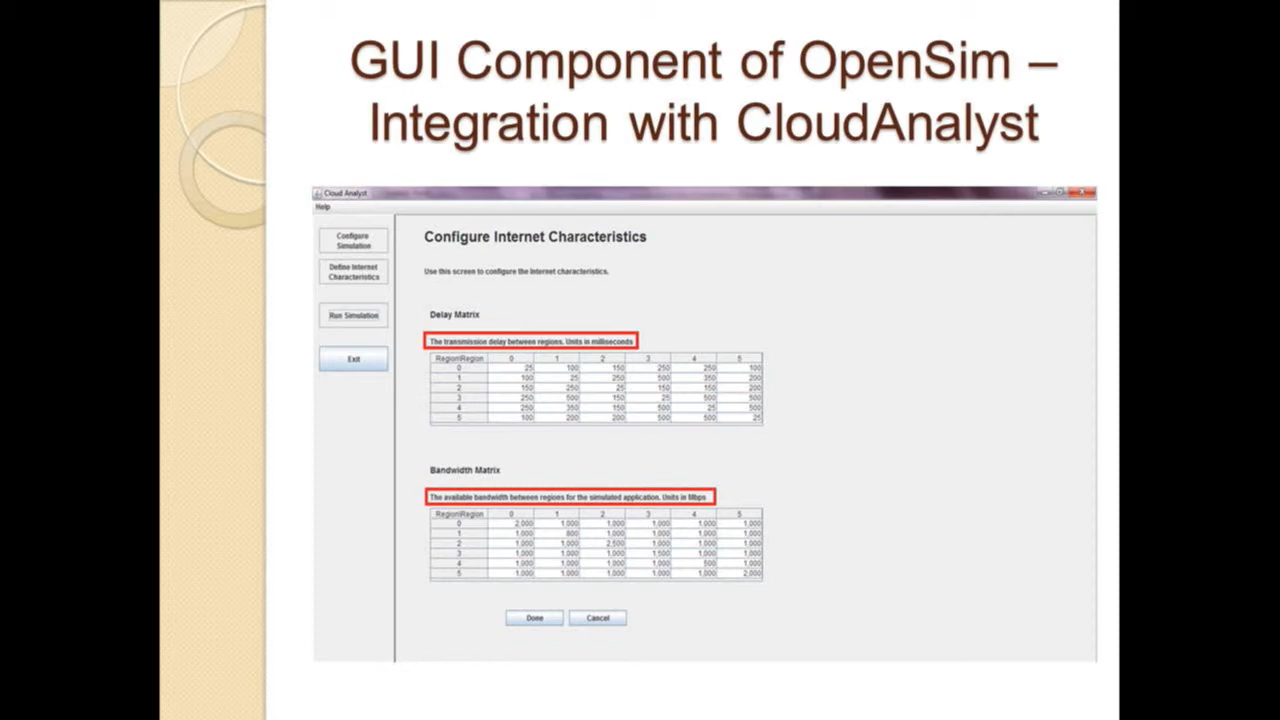 GUI Component of OpenSim –
Integration with CloudAnalyst
Cloud Analyst
Help
Configure
Simulation
Define Internet
Characteristics
Run Simulation
Exit
Configure Internet Characteristics
Use this screen to configure the Internet characteristics.
Delay Matrix
The transmission delay between regions. Units in milliseconds
Region\Region 0 1 2 3 4 5
0 25 100 150 250 250 100
1 100 25 250 500 350 200
2 150 250 25 150 150 200
3 250 500 150 25 500 500
4 250 350 150 500 25 500
5 100 200 200 500 500 25
Bandwidth Matrix
The available bandwidth between regions for the simulated application. Units in Mbps
Region\Region 0 1 2 3 4 5
0 2,000 1,000 1,000 1,000 1,000 1,000
1 1,000 800 1,000 1,000 1,000 1,000
2 1,000 1,000 2,500 1,000 1,000 1,000
3 1,000 1,000 1,000 1,500 1,000 1,000
4 1,000 1,000 1,000 1,000 500 1,000
5 1,000 1,000 1,000 1,000 1,000 2,000
Done Cancel